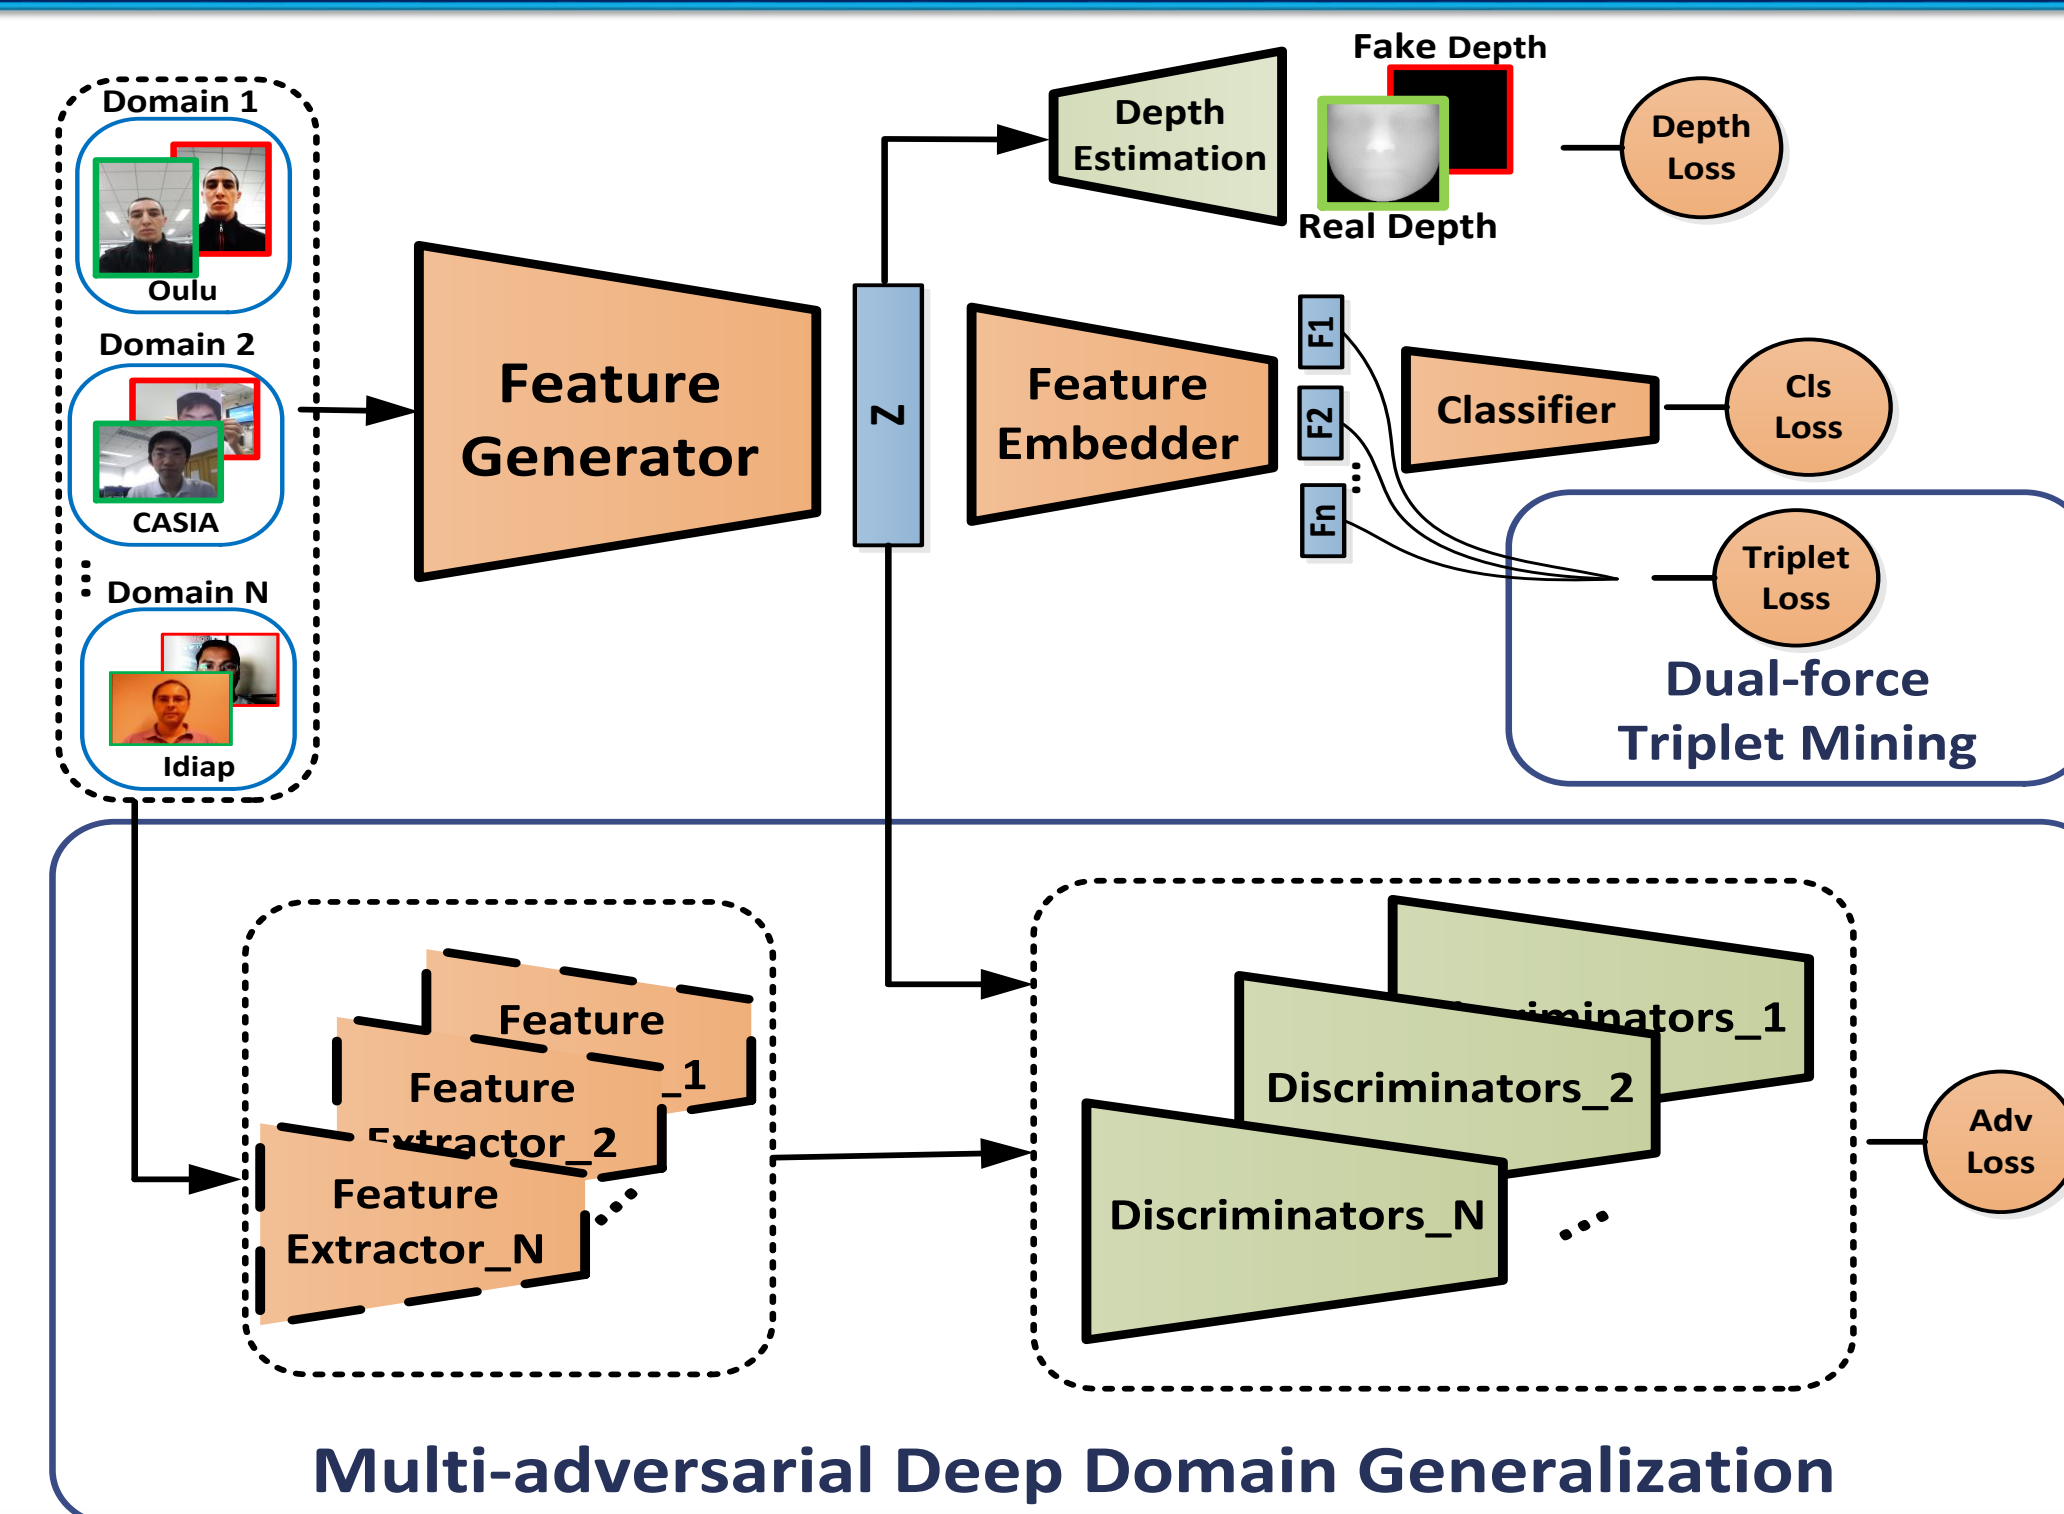 Domain 1
Oulu
Domain 2
CASIA
Domain N
Idiap
Feature
Generator
Z
Depth
Estimation
Fake Depth
Real Depth
Depth
Loss
Feature
Embedder
F1
F2
Fn
Classifier
Cls
Loss
Triplet
Loss
Dual-force
Triplet Mining
Feature
_1
Feature
Extractor_2
Feature
Extractor_N
criminators_1
Discriminators_2
Discriminators_N
Adv
Loss
Multi-adversarial Deep Domain Generalization